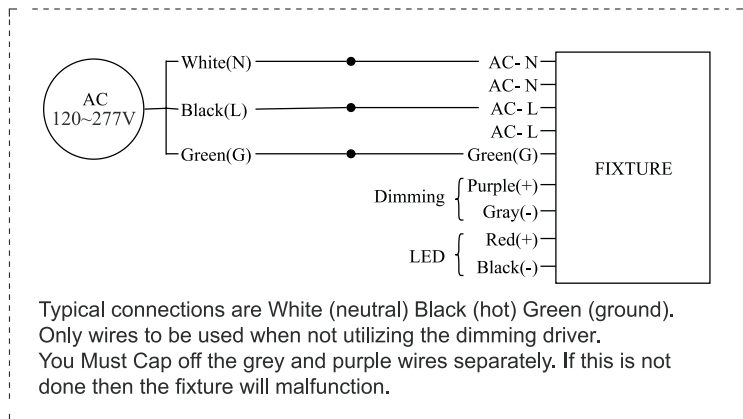 White(N)
AC- N
AC- N
AC
120~277V
Black(L)
AC- L
AC- L
Green(G)
Green(G)
FIXTURE
Dimming
Purple(+)
Gray(-)
LED
Red(+)
Black(-)
Typical connections are White (neutral) Black (hot) Green (ground).
Only wires to be used when not utilizing the dimming driver.
You Must Cap off the grey and purple wires separately. If this is not
done then the fixture will malfunction.